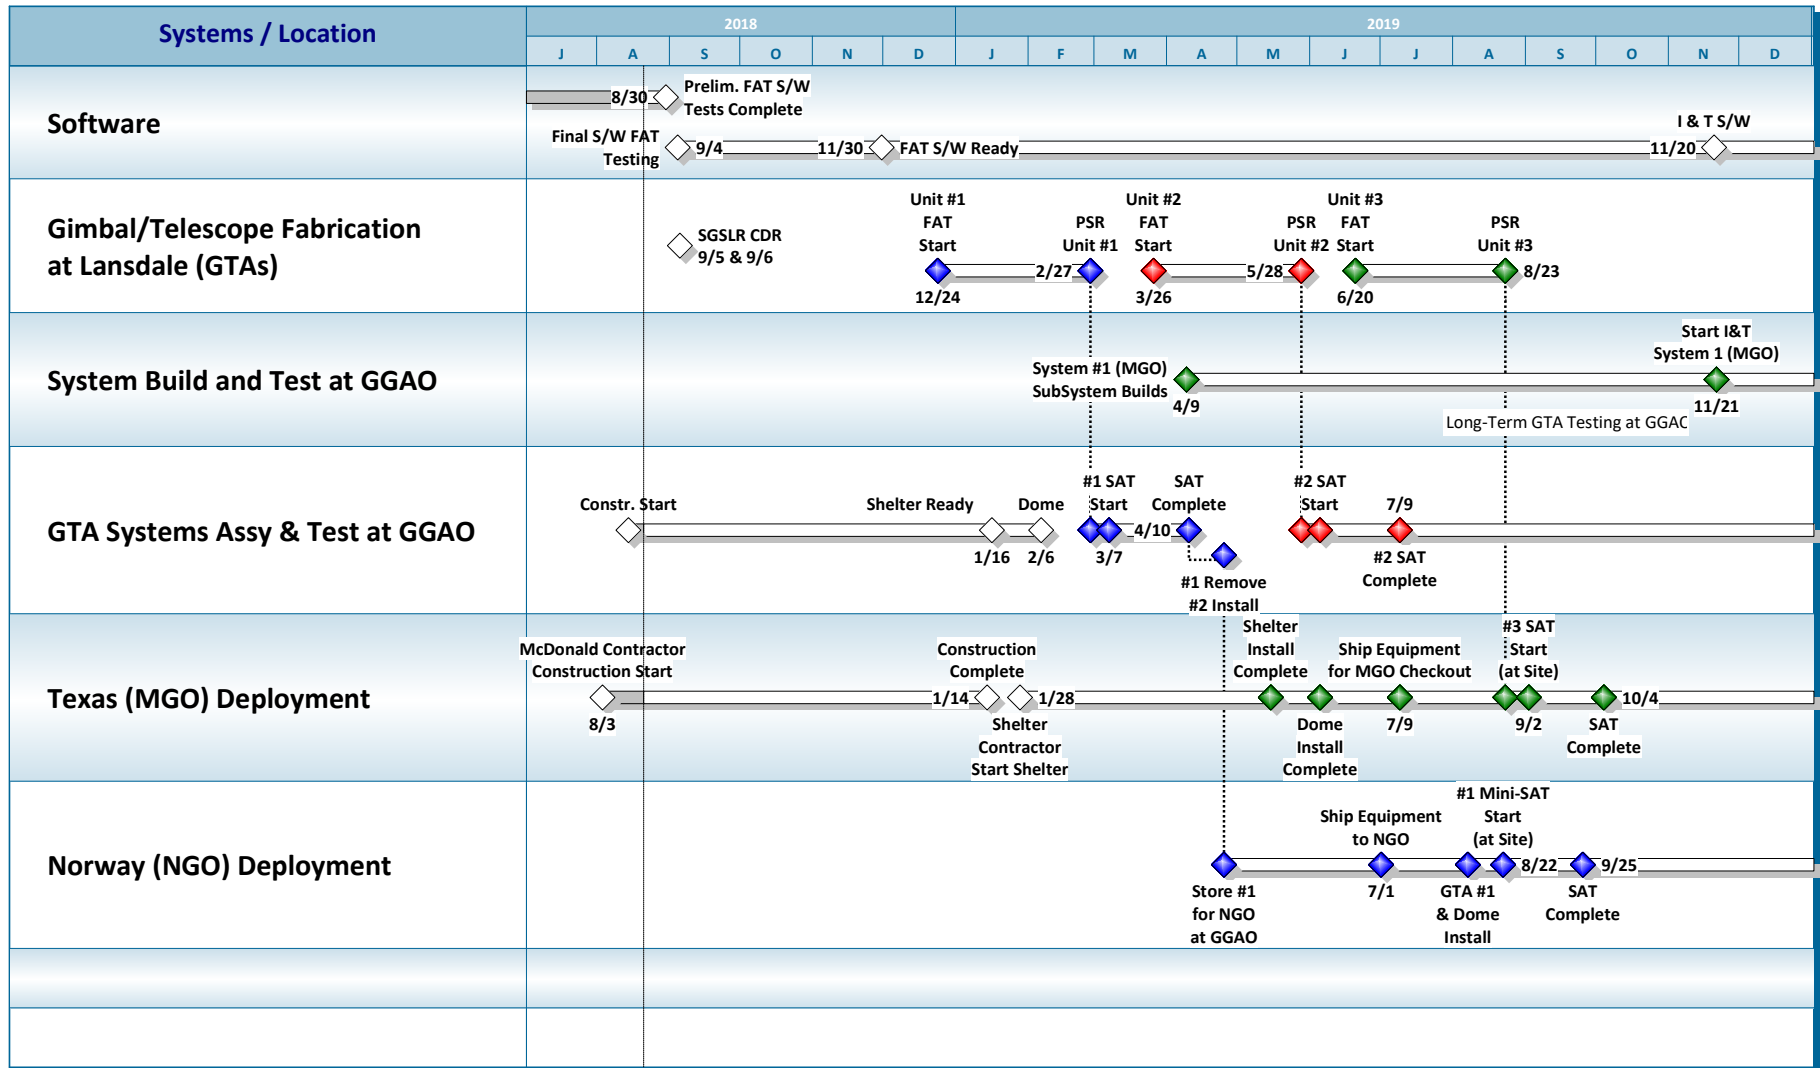 Systems / Location
2018
2019
J A S O N D J F M A M J J A S O N D
Software
8/30
Prelim. FAT S/W
Tests Complete
Final S/W FAT
Testing
9/4
11/30
FAT S/W Ready
I & T S/W
11/20
Gimbal/Telescope Fabrication
at Lansdale (GTAs)
SGSLR CDR
9/5 & 9/6
Unit #1
FAT
Start
12/24
PSR
Unit #1
2/27
Unit #2
FAT
Start
3/26
PSR
Unit #2
5/28
Unit #3
FAT
Start
6/20
PSR
Unit #3
8/23
System Build and Test at GGAO
System #1 (MGO)
SubSystem Builds
4/9
Start I&T
System 1 (MGO)
11/21
Long-Term GTA Testing at GGAO
GTA Systems Assy & Test at GGAO
Constr. Start
Shelter Ready
1/16
Dome
2/6
#1 SAT
Start
3/7
SAT
Complete
4/10
#1 Remove
#2 Install
#2 SAT
Start
7/9
#2 SAT
Complete
Texas (MGO) Deployment
McDonald Contractor
Construction Start
8/3
Construction
Complete
1/14
1/28
Shelter
Contractor
Start Shelter
Shelter
Install
Complete
Dome
Install
Complete
Ship Equipment
for MGO Checkout
7/9
#3 SAT
Start
(at Site)
9/2
10/4
SAT
Complete
Norway (NGO) Deployment
Store #1
for NGO
at GGAO
Ship Equipment
to NGO
7/1
GTA #1
& Dome
Install
#1 Mini-SAT
Start
(at Site)
8/22
9/25
SAT
Complete